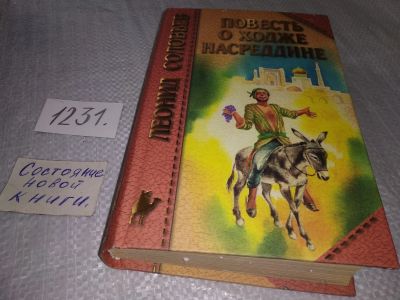 ПОВЕСТЬ
О ХОДЖЕ
НАСРЕДДИНЕ
ЛЕОНИД СОЛОВЬЕВ
1231.
Состояние
новой
книги.